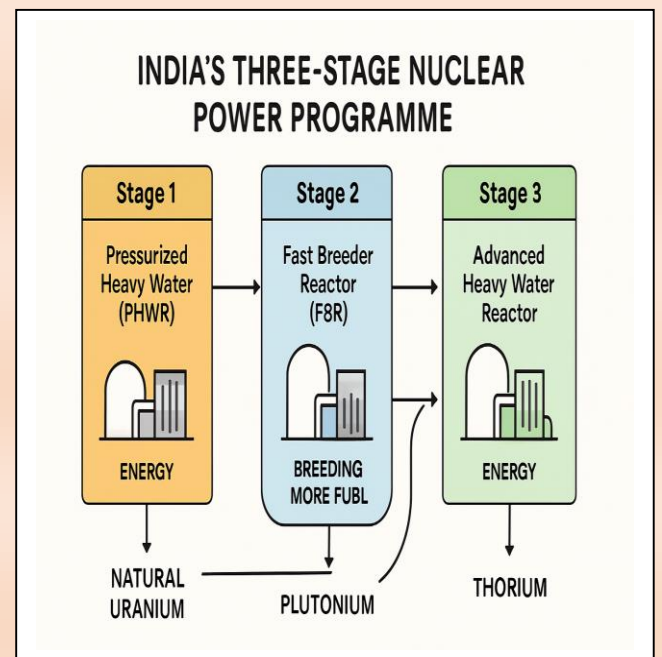 INDIA'S THREE-STAGE NUCLEAR
POWER PROGRAMME
Stage 1
Pressurized
Heavy Water
(PHWR)
ENERGY
NATURAL
URANIUM
Stage 2
Fast Breeder
Reactor
(F8R)
BREEDING
MORE FUBL
PLUTONIUM
Stage 3
Advanced
Heavy Water
Reactor
ENERGY
THORIUM